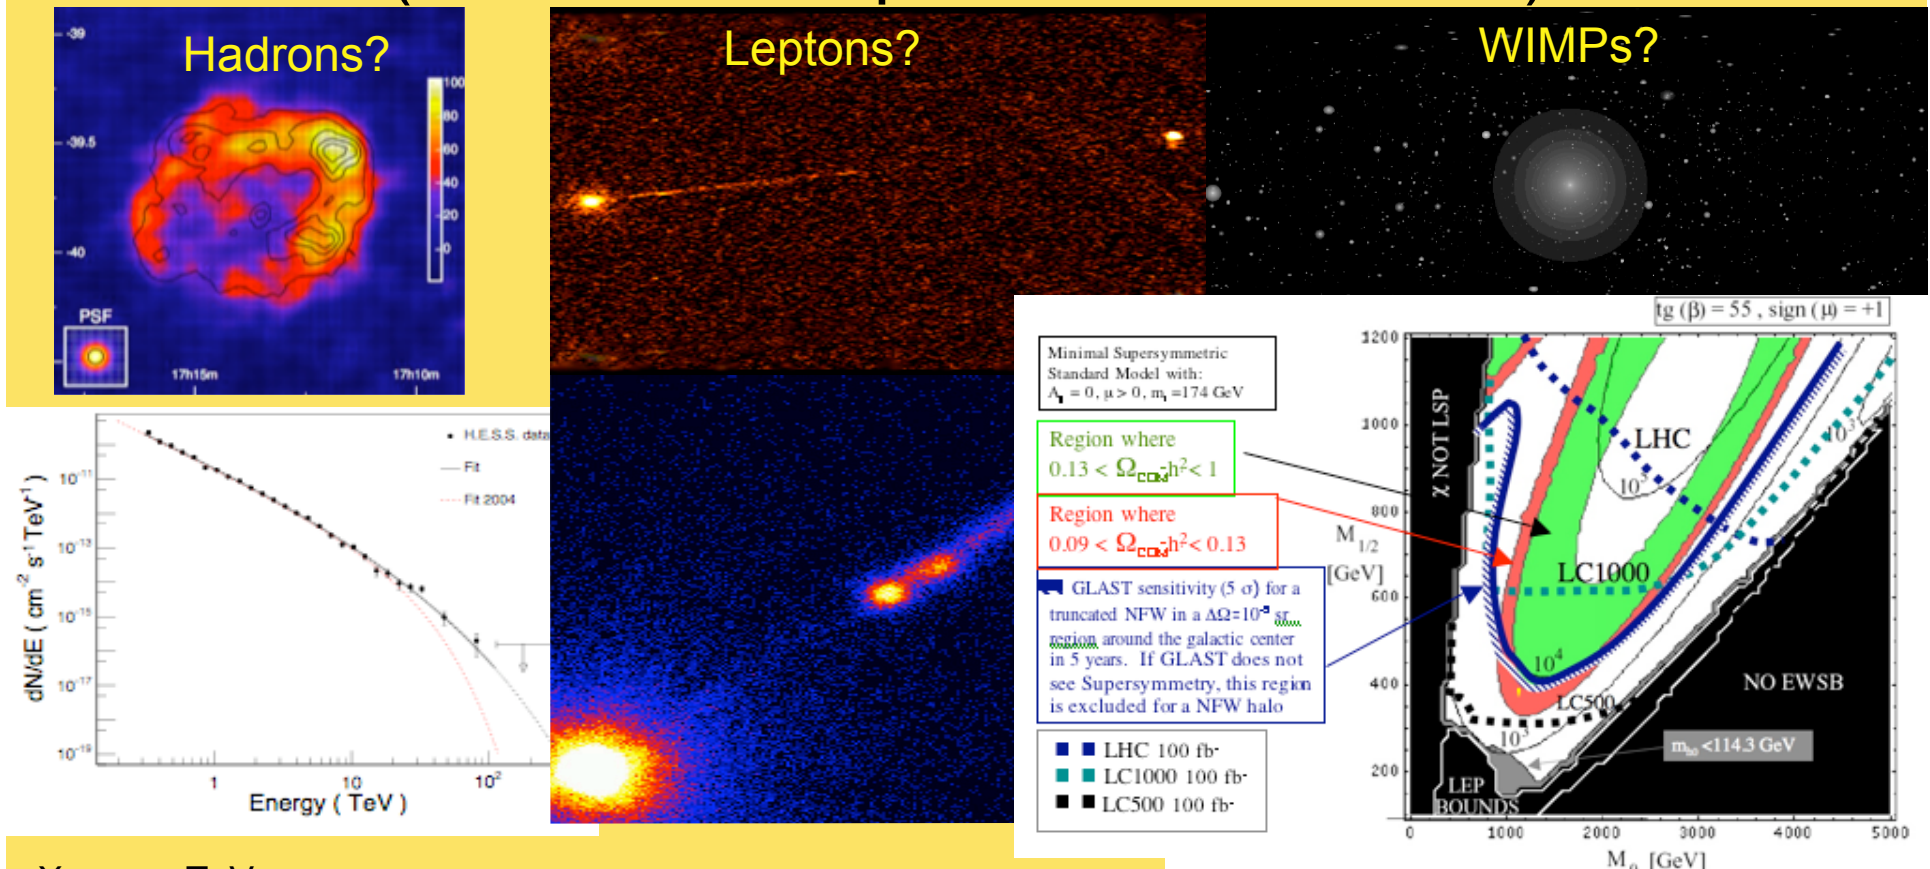 Hadrons?
-39
-39.5
-40
100
80
60
40
20
0
PSF
17h15m
17h10m
Leptons?
WIMPs?
dN/dE ( cm-2 s-1 TeV-1 )
10-11
10-13
10-15
10-17
10-19
H.E.S.S. data
Fit
Fit 2004
1
10
10²
Energy ( TeV )
tg (β) = 55 , sign (μ) = +1
Minimal Supersymmetric
Standard Model with:
= 0, μ > 0, m =174 GeV
Region where
0.13 < Ω h²< 1
Region where
0.09 < Ω h²< 0.13
GLAST sensitivity (5 σ) for a
truncated NFW in a ΔΩ=10 sr
region around the galactic center
in 5 years. If GLAST does not
see Supersymmetry, this region
is excluded for a NFW halo
LHC 100 fb-
LC1000 100 fb-
LC500 100 fb-
M1/2
[GeV]
1200
1000
800
600
400
200
χ NOT LSP
LHC
10³
10⁵
LC1000
10⁴
LC500
10³
NO EWSB
mh0 <114.3 GeV
LEP
BOUNDS
0
1000
2000
3000
4000
5000
[GeV]